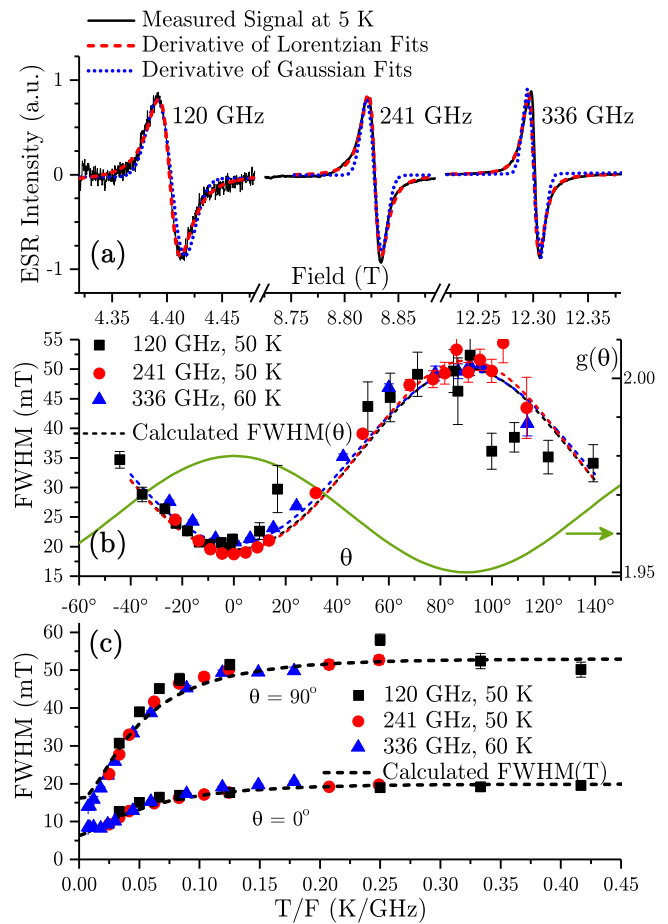 Measured Signal at 5 K
Derivative of Lorentzian Fits
Derivative of Gaussian Fits
ESR Intensity (a.u.)
1
0
-1
120 GHz
241 GHz
336 GHz
(a)
Field (T)
4.35 4.40 4.45 8.75 8.80 8.85 12.25 12.30 12.35
FWHM (mT)
55
50
45
40
35
30
25
20
15
120 GHz, 50 K
241 GHz, 50 K
336 GHz, 60 K
Calculated FWHM(θ)
g(θ)
2.00
1.95
(b)
θ
-60° -40° -20° 0° 20° 40° 60° 80° 100° 120° 140°
FWHM (mT)
60
50
40
30
20
10
0
(c)
θ = 90°
120 GHz, 50 K
241 GHz, 50 K
336 GHz, 60 K
Calculated FWHM(T)
θ = 0°
0.00 0.05 0.10 0.15 0.20 0.25 0.30 0.35 0.40 0.45
T/F (K/GHz)